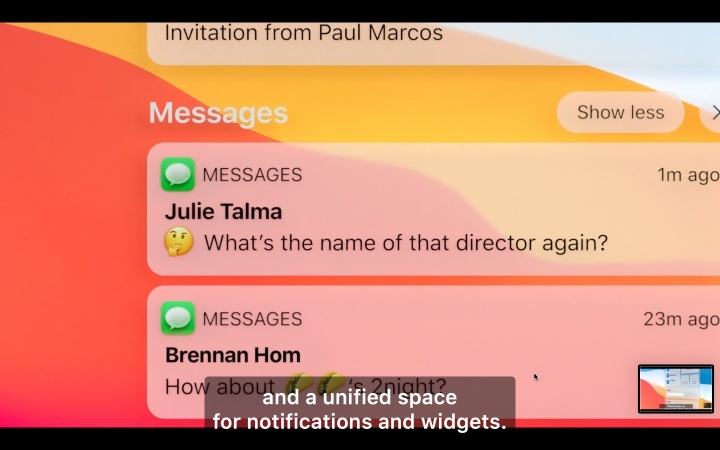 Invitation from Paul Marcos
Messages
Show less
MESSAGES
1m ago
Julie Talma
🤔 What's the name of that director again?
MESSAGES
23m ago
Brennan Hom
How about 🌮🌮's 2night?
and a unified space
for notifications and widgets.